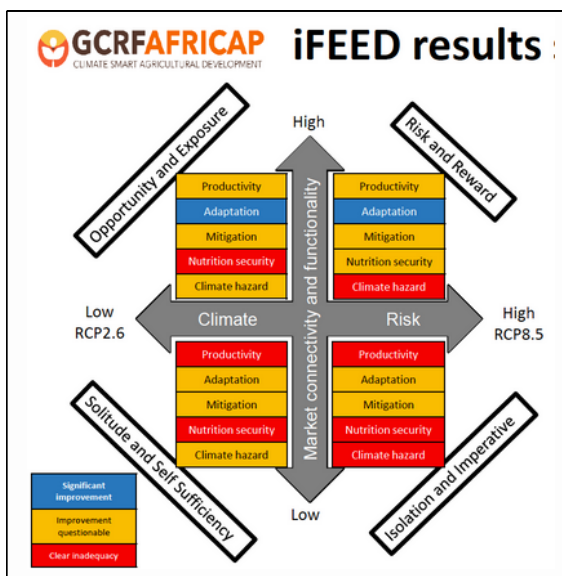 GCRFAFRICAP
CLIMATE SMART AGRICULTURAL DEVELOPMENT
iFEED results
High
Opportunity and Exposure
Risk and Reward
Productivity
Adaptation
Mitigation
Nutrition security
Climate hazard
Productivity
Adaptation
Mitigation
Nutrition security
Climate hazard
Market connectivity and functionality
Low
RCP2.6
Climate
Risk
High
RCP8.5
Productivity
Adaptation
Mitigation
Nutrition security
Climate hazard
Productivity
Adaptation
Mitigation
Nutrition security
Climate hazard
Solitude and Self Sufficiency
Isolation and Imperative
Low
Significant
improvement
Improvement
questionable
Clear inadequacy